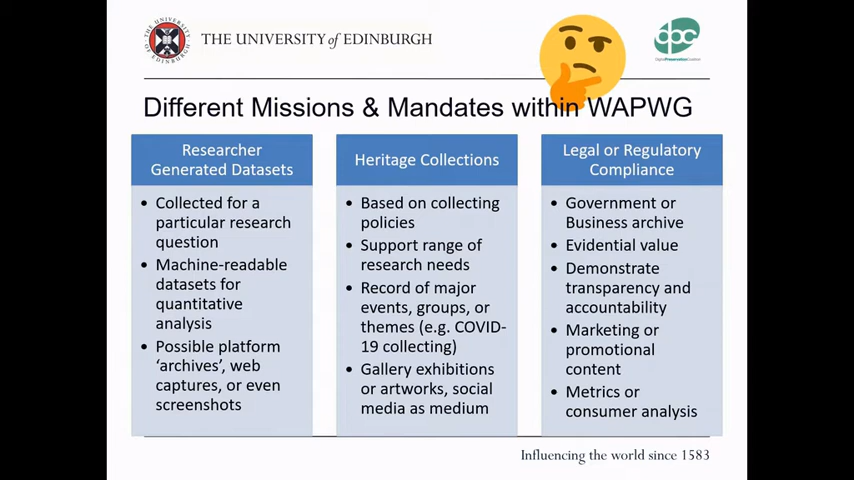 THE UNIVERSITY of EDINBURGH
dpc
Digital Preservation Coalition
Different Missions & Mandates within WAPWG
Researcher
Generated Datasets
• Collected for a
particular research
question
• Machine-readable
datasets for
quantitative
analysis
• Possible platform
‘archives’, web
captures, or even
screenshots
Heritage Collections
• Based on collecting
policies
• Support range of
research needs
• Record of major
events, groups, or
themes (e.g. COVID-
19 collecting)
• Gallery exhibitions
or artworks, social
media as medium
Legal or Regulatory
Compliance
• Government or
Business archive
• Evidential value
• Demonstrate
transparency and
accountability
• Marketing or
promotional
content
• Metrics or
consumer analysis
Influencing the world since 1583